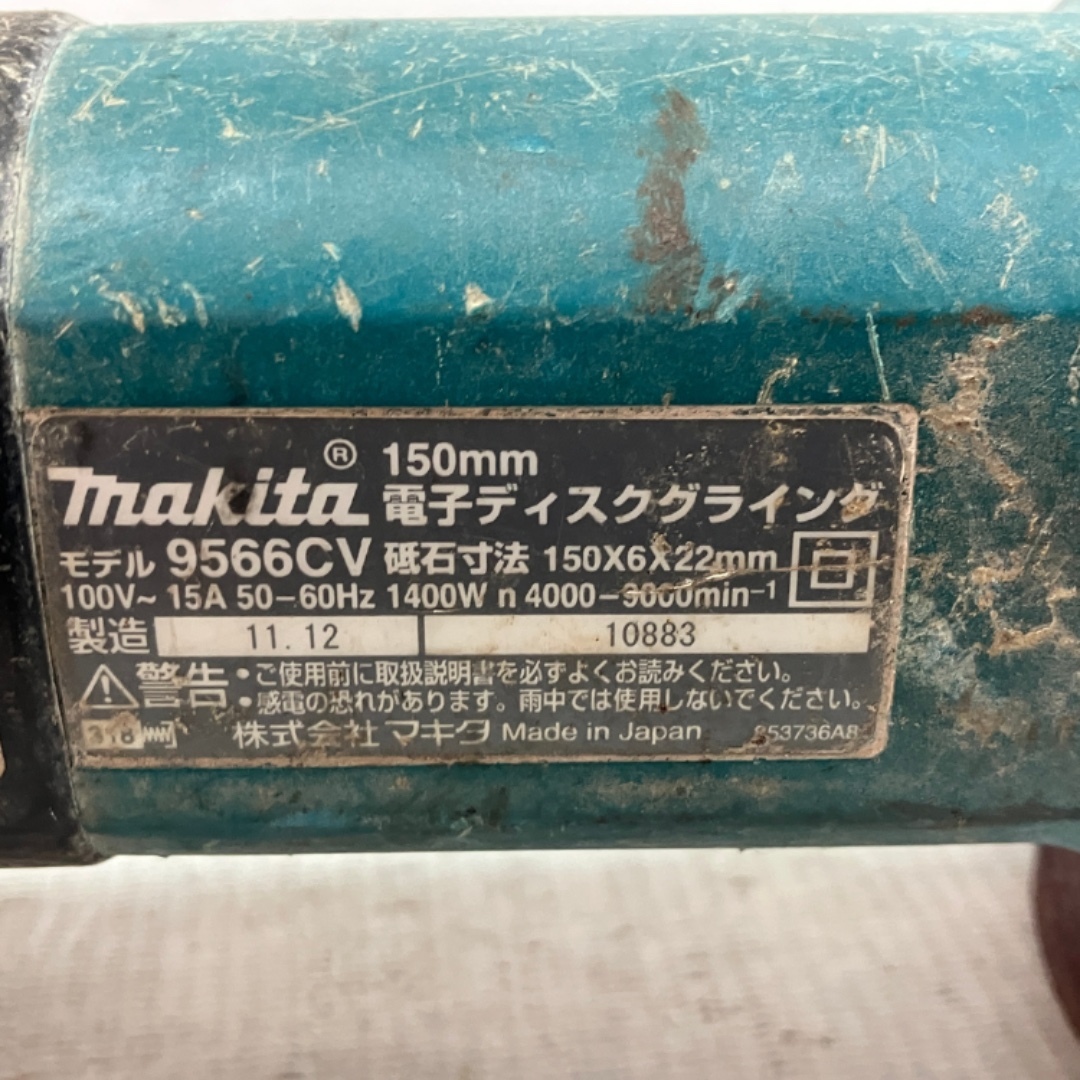 makita® 150mm
電子ディスクグラインダ
モデル 9566CV 砥石寸法 150X6X22mm
100V~ 15A 50-60Hz 1400W n 4000-9000min-1
製造 11.12 10883
警告 ・ご使用前に取扱説明書を必ずよくお読みください。
・感電の恐れがあります。雨中では使用しないでください。
株式会社 マキタ Made in Japan 853736A8